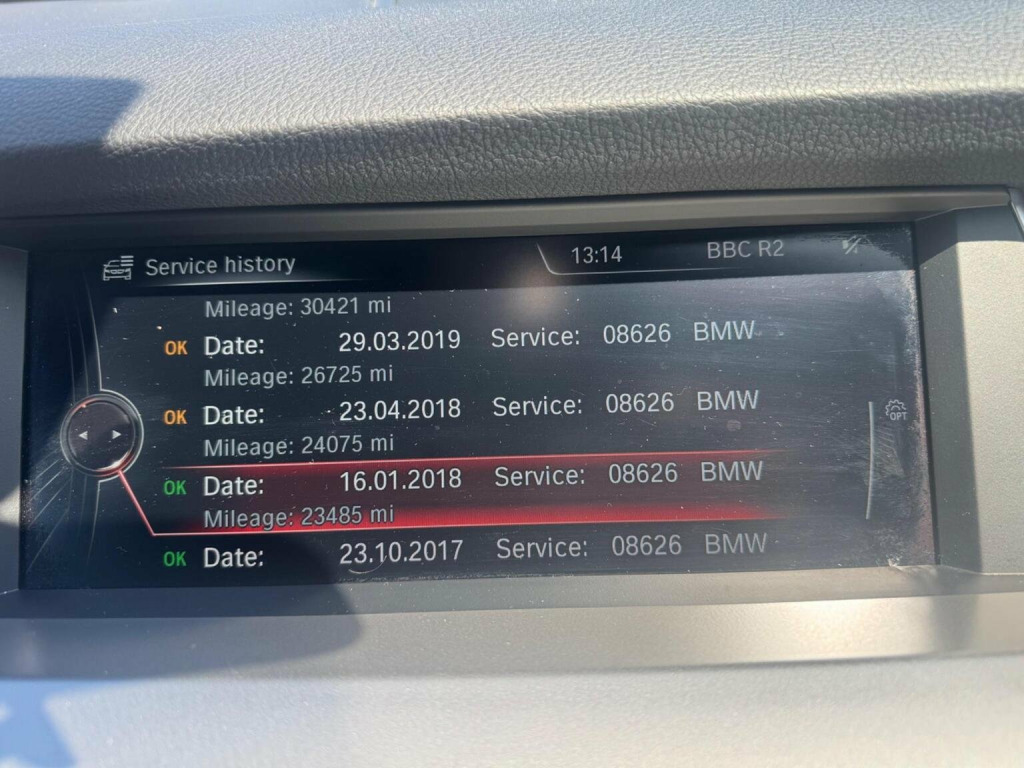 Service history 13:14 BBC R2
Mileage: 30421 mi
OK Date: 29.03.2019 Service: 08626 BMW
Mileage: 26725 mi
OK Date: 23.04.2018 Service: 08626 BMW
Mileage: 24075 mi
OPT
OK Date: 16.01.2018 Service: 08626 BMW
Mileage: 23485 mi
OK Date: 23.10.2017 Service: 08626 BMW